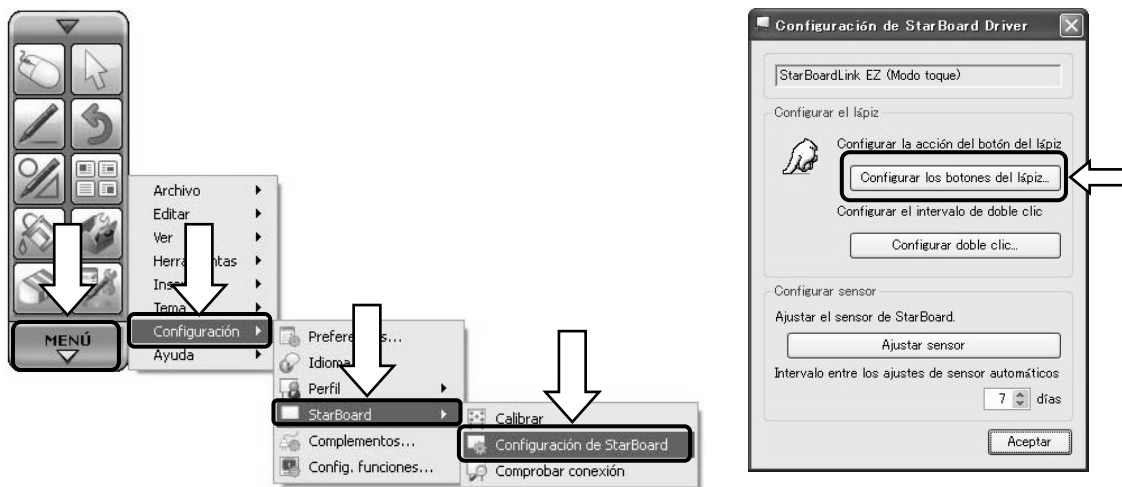 MENÚ
Archivo
Editar
Ver
Tema
Configuración
Ayuda
Idioma
Perfil
StarBoard
Complementos...
Config. funciones...
Calibrar
Configuración de StarBoard
Comprobar conexión
Configuración de StarBoard Driver
StarBoardLink EZ (Modo toque)
Configurar el lápiz
Configurar la acción del botón del lápiz
Configurar los botones del lápiz...
Configurar el intervalo de doble clic
Configurar doble clic...
Configurar sensor
Ajustar el sensor de StarBoard.
Ajustar sensor
Intervalo entre los ajustes de sensor automáticos
7 días
Aceptar